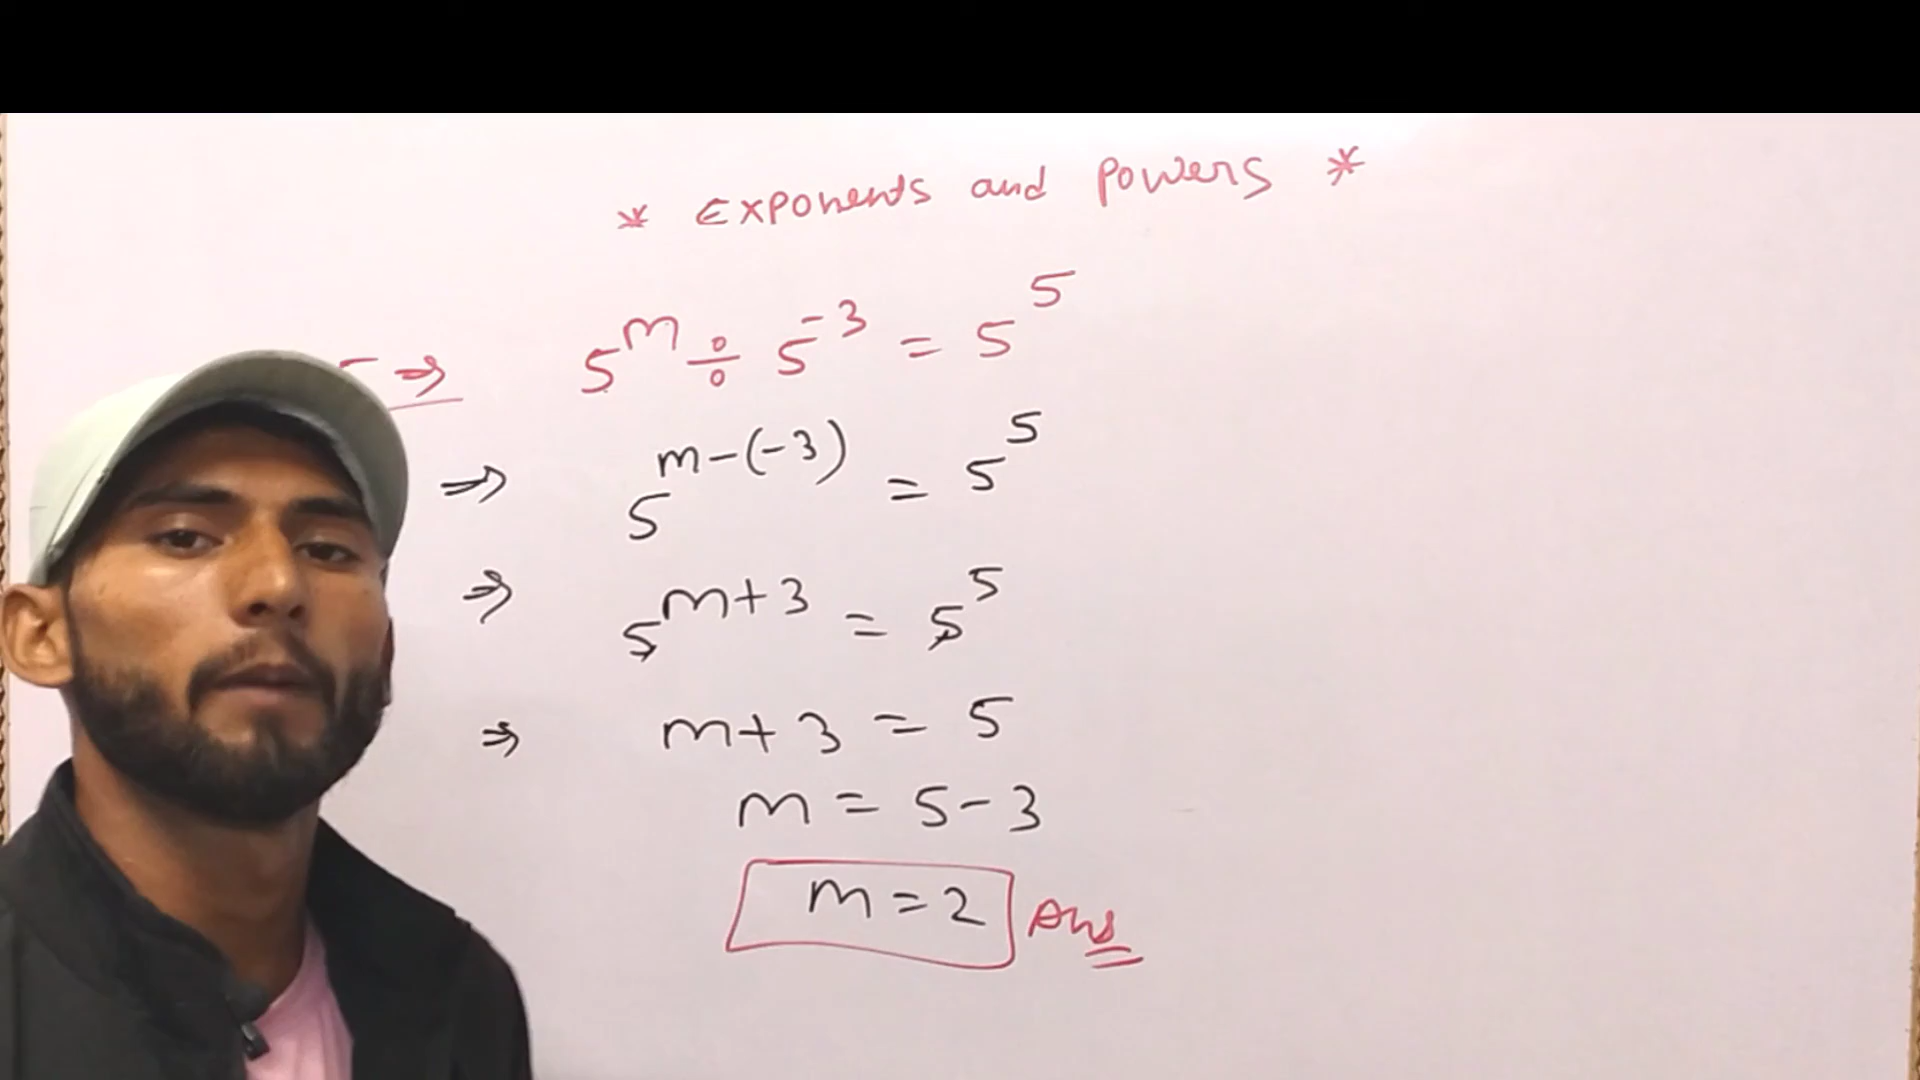 * Exponents and Powers *
⇒ 5^m ÷ 5^-3 = 5^5
⇒ 5^m-(-3) = 5^5
⇒ 5^m+3 = 5^5
⇒ m+3 = 5
m = 5-3
m = 2 Ans